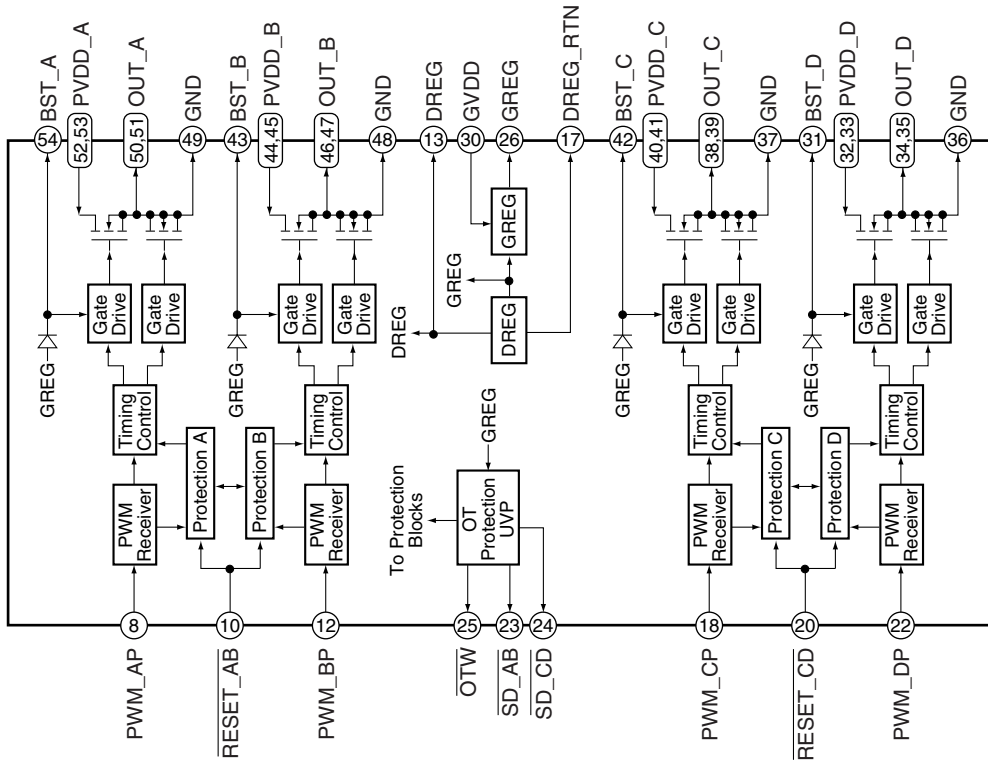 BST_A
PVDD_A
OUT_A
GND
BST_B
PVDD_B
OUT_B
GND
DREG
GVDD
GREG
DREG_RTN
BST_C
PVDD_C
OUT_C
GND
BST_D
PVDD_D
OUT_D
GND
54
52,53
50,51
49
43
44,45
46,47
48
13
30
26
17
42
40,41
38,39
37
31
32,33
34,35
36
GREG
Gate
Drive
Gate
Drive
Timing
Control
PWM
Receiver
Protection A
GREG
Gate
Drive
Gate
Drive
Timing
Control
PWM
Receiver
Protection B
DREG
GREG
GREG
DREG
GREG
OT
Protection
UVP
To Protection
Blocks
GREG
Gate
Drive
Gate
Drive
Timing
Control
PWM
Receiver
Protection C
GREG
Gate
Drive
Gate
Drive
Timing
Control
PWM
Receiver
Protection D
8
10
12
25
23
24
18
20
22
PWM_AP
RESET_AB
PWM_BP
OTW
SD_AB
SD_CD
PWM_CP
RESET_CD
PWM_DP